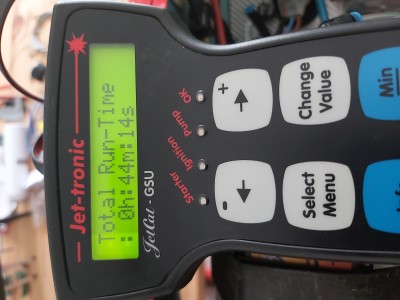 Jet-tronic
Total Run-Time
: 0h:44m:14s
JetCat - GSU
Starter
Ignition
Pump
OK
-
+
Select
Menu
Change
Value
Info
Min